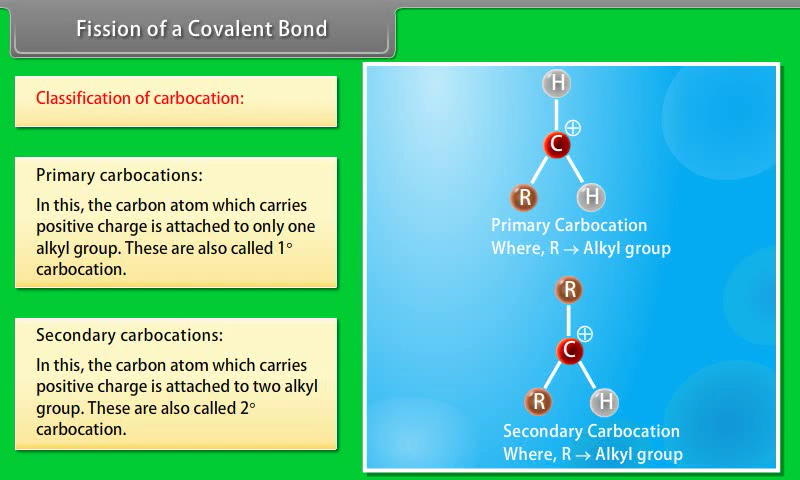 Fission of a Covalent Bond
Classification of carbocation:
Primary carbocations:
In this, the carbon atom which carries
positive charge is attached to only one
alkyl group. These are also called 1°
carbocation.
Secondary carbocations:
In this, the carbon atom which carries
positive charge is attached to two alkyl
group. These are also called 2°
carbocation.
H
⊕
C
R H
Primary Carbocation
Where, R → Alkyl group
R
⊕
C
R H
Secondary Carbocation
Where, R → Alkyl group